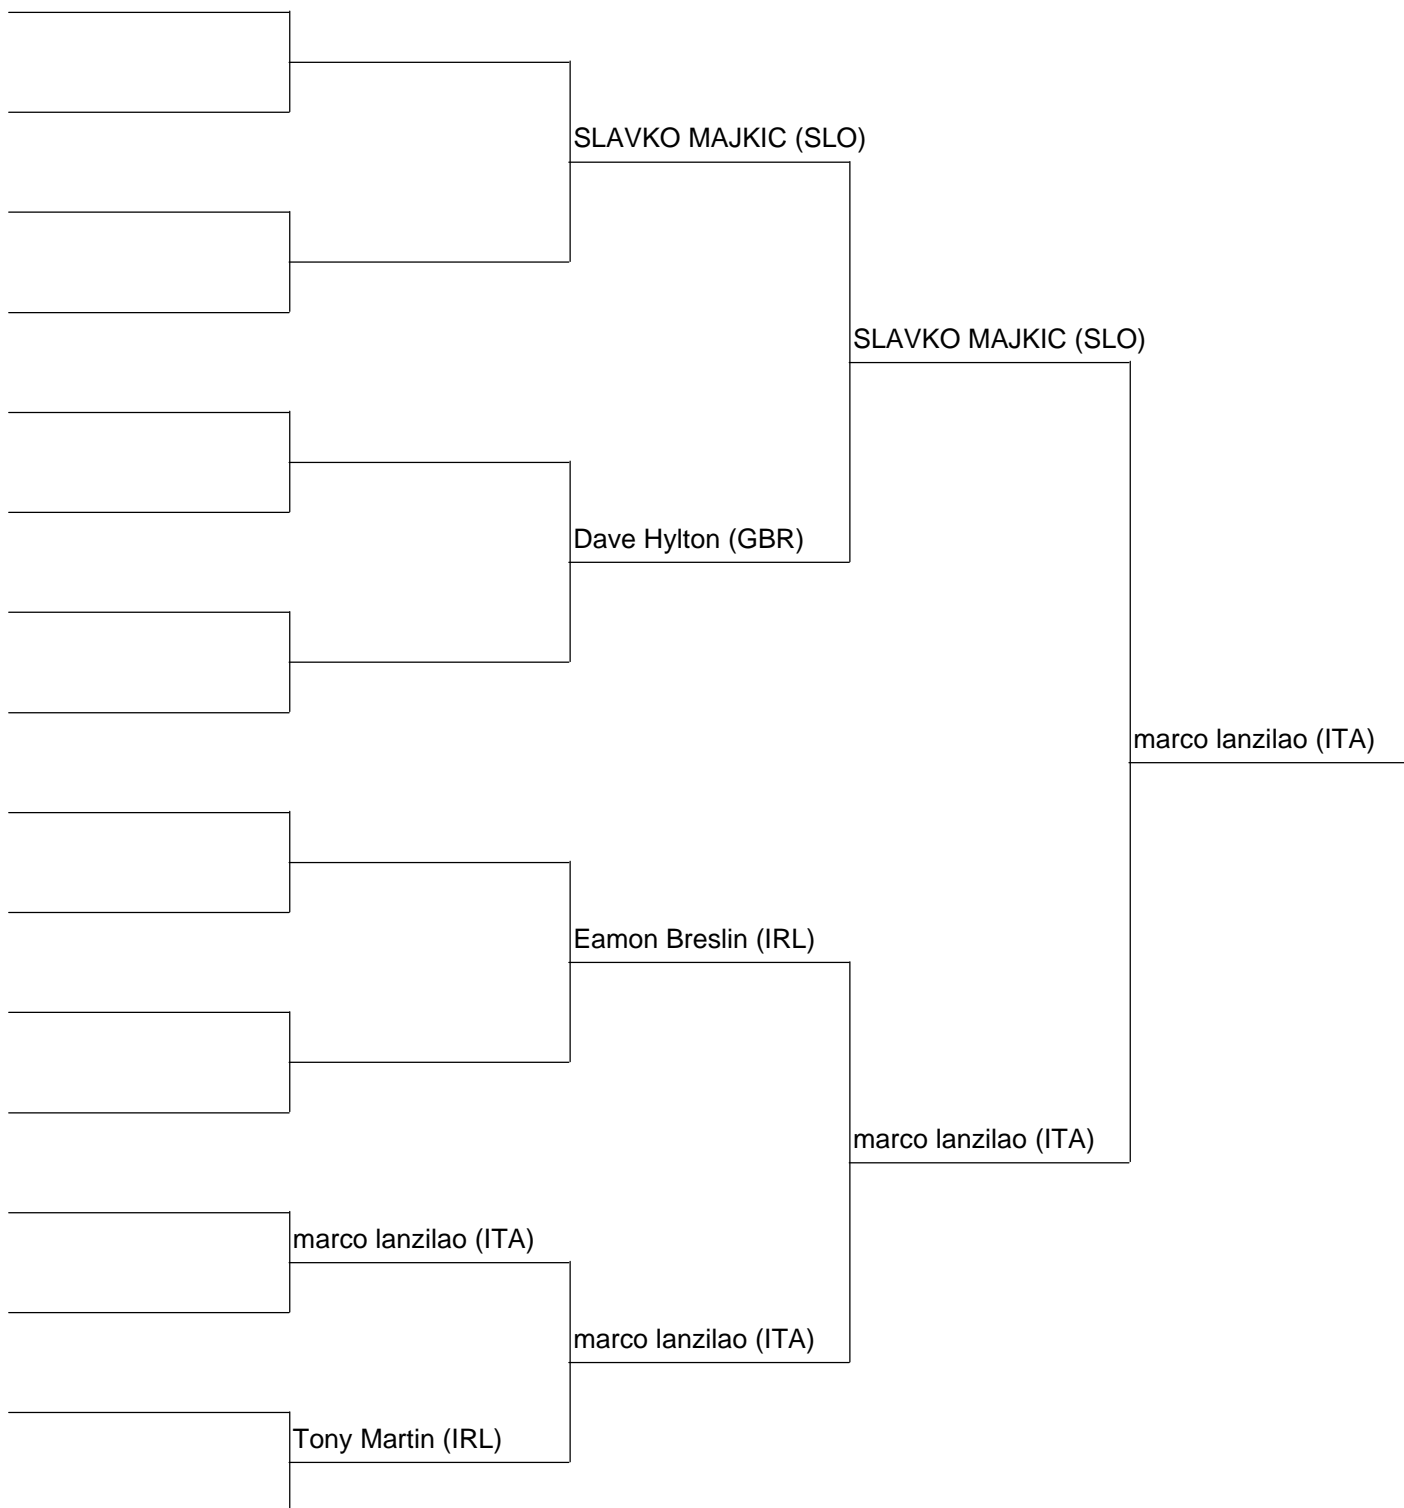 SLAVKO MAJKIC (SLO)
SLAVKO MAJKIC (SLO)
Dave Hylton (GBR)
marco lanzilao (ITA)
Eamon Breslin (IRL)
marco lanzilao (ITA)
marco lanzilao (ITA)
marco lanzilao (ITA)
Tony Martin (IRL)